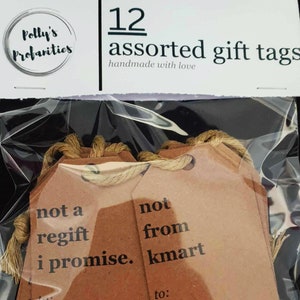 Polly's
Profanities
12
assorted gift tags
handmade with love
not a
regift
i promise.
not
from
kmart
to: